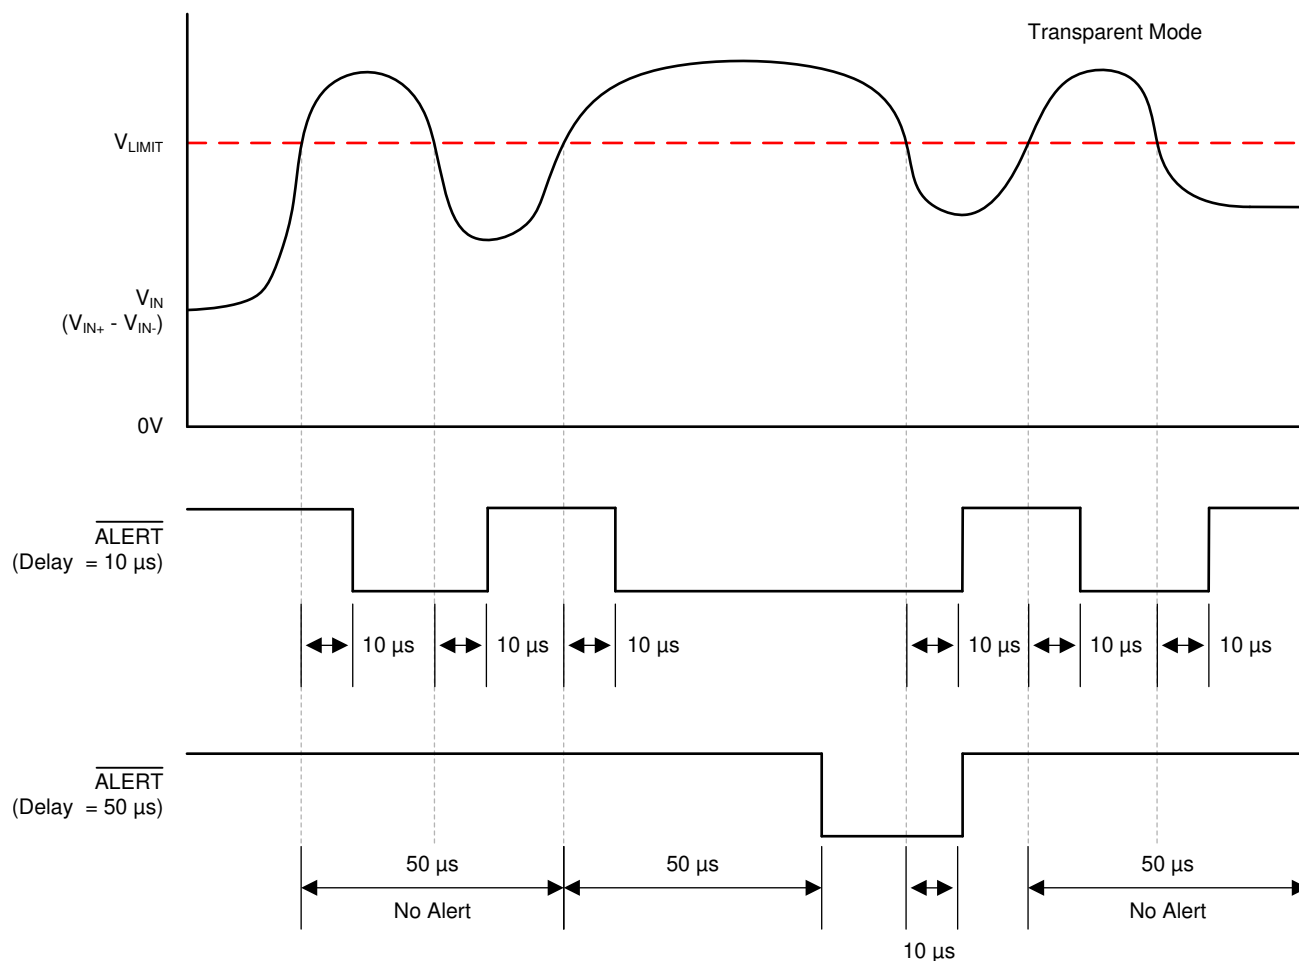 Transparent Mode
VLIMIT
VIN
(VIN+ - VIN-)
0V
ALERT
(Delay = 10 µs)
10 µs
10 µs
10 µs
10 µs
10 µs
10 µs
ALERT
(Delay = 50 µs)
50 µs
50 µs
50 µs
No Alert
No Alert
10 µs